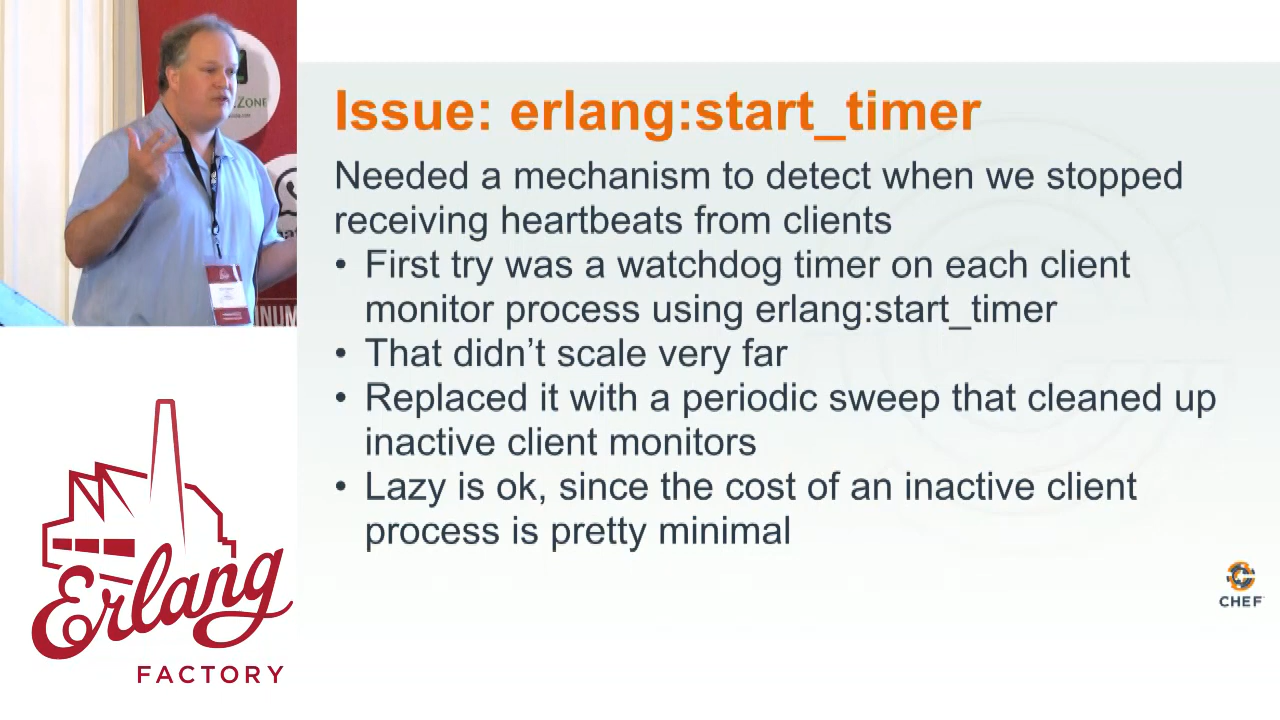 ZONE
INUM
Issue: erlang:start_timer
Needed a mechanism to detect when we stopped
receiving heartbeats from clients
• First try was a watchdog timer on each client
monitor process using erlang:start_timer
• That didn’t scale very far
• Replaced it with a periodic sweep that cleaned up
inactive client monitors
• Lazy is ok, since the cost of an inactive client
process is pretty minimal
CHEF
Erlang
FACTORY